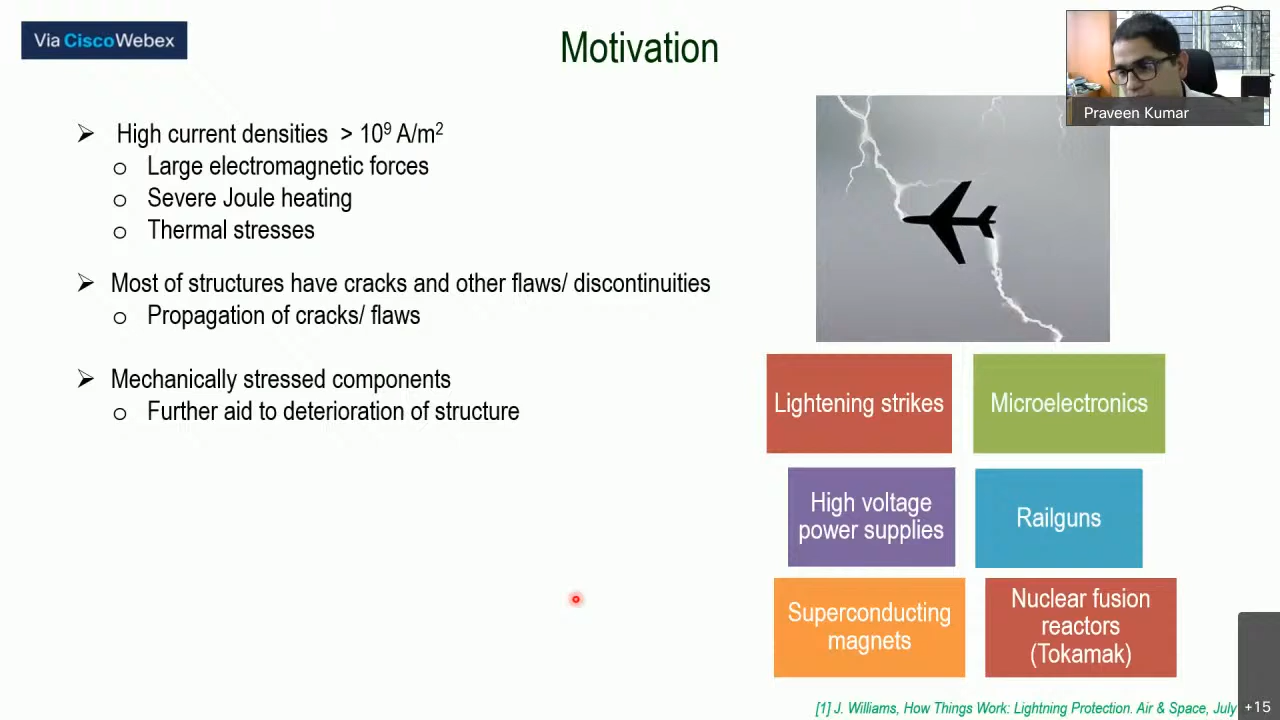 Via CiscoWebex
Motivation
Praveen Kumar
➢ High current densities > 10⁹ A/m²
o Large electromagnetic forces
o Severe Joule heating
o Thermal stresses
➢ Most of structures have cracks and other flaws/ discontinuities
o Propagation of cracks/ flaws
➢ Mechanically stressed components
o Further aid to deterioration of structure
Lightening strikes
Microelectronics
High voltage
power supplies
Railguns
Superconducting
magnets
Nuclear fusion
reactors
(Tokamak)
[1] J. Williams, How Things Work: Lightning Protection. Air & Space, July
+15